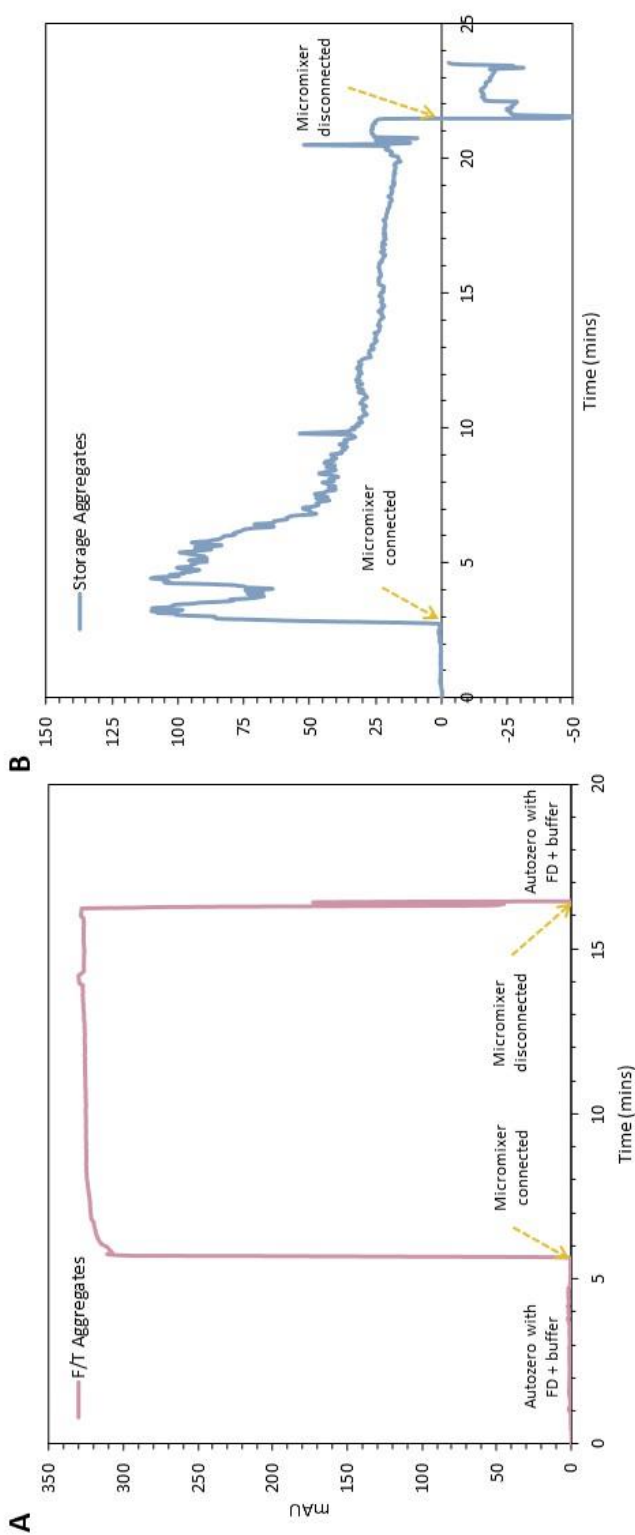 A
F/T Aggregates
350
300
250
200
150
100
50
0
mAU
Autozero with
FD + buffer
Micromixer
connected
Micromixer
disconnected
Autozero with
FD + buffer
0
5
10
15
20
Time (mins)
B
Storage Aggregates
150
125
100
75
50
25
0
-25
-50
Micromixer
connected
Micromixer
disconnected
0
5
10
15
20
25
Time (mins)